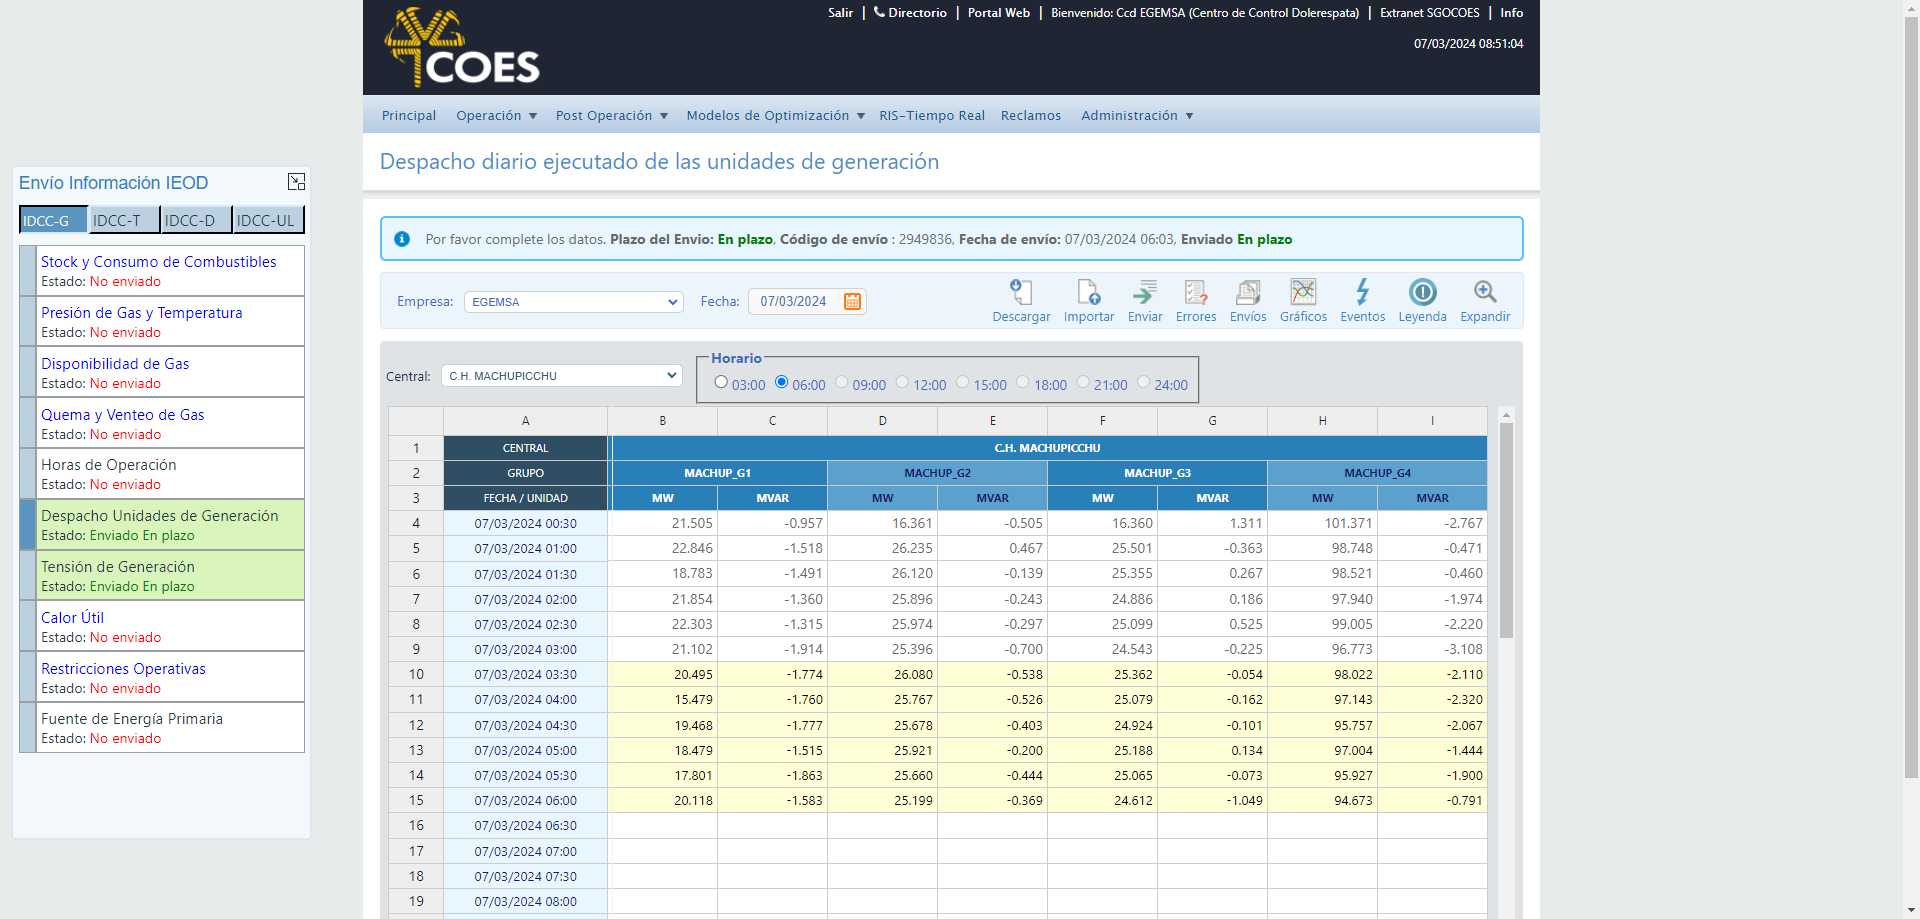 Salir | Directorio | Portal Web | Bienvenido: Ccd EGEMSA (Centro de Control Dolerespata) | Extranet SGOCOES | Info
07/03/2024 08:51:04
COES
Principal Operación Post Operación Modelos de Optimización RIS-Tiempo Real Reclamos Administración
Despacho diario ejecutado de las unidades de generación
Envío Información IEOD
IDCC-G IDCC-T IDCC-D IDCC-UL
Stock y Consumo de Combustibles
Estado: No enviado
Presión de Gas y Temperatura
Estado: No enviado
Disponibilidad de Gas
Estado: No enviado
Quema y Venteo de Gas
Estado: No enviado
Horas de Operación
Estado: No enviado
Despacho Unidades de Generación
Estado: Enviado En plazo
Tensión de Generación
Estado: Enviado En plazo
Calor Útil
Estado: No enviado
Restricciones Operativas
Estado: No enviado
Fuente de Energía Primaria
Estado: No enviado
Por favor complete los datos. Plazo del Envio: En plazo, Código de envío : 2949836, Fecha de envío: 07/03/2024 06:03, Enviado En plazo
Empresa: EGEMSA Fecha: 07/03/2024
Descargar Importar Enviar Errores Envíos Gráficos Eventos Leyenda Expandir
Central: C.H. MACHUPICCHU
Horario
03:00 06:00 09:00 12:00 15:00 18:00 21:00 24:00
A B C D E F G H I
1 CENTRAL C.H. MACHUPICCHU
2 GRUPO MACHUP_G1 MACHUP_G2 MACHUP_G3 MACHUP_G4
3 FECHA / UNIDAD MW MVAR MW MVAR MW MVAR MW MVAR
4 07/03/2024 00:30 21.505 -0.957 16.361 -0.505 16.360 1.311 101.371 -2.767
5 07/03/2024 01:00 22.846 -1.518 26.235 0.467 25.501 -0.363 98.748 -0.471
6 07/03/2024 01:30 18.783 -1.491 26.120 -0.139 25.355 0.267 98.521 -0.460
7 07/03/2024 02:00 21.854 -1.360 25.896 -0.243 24.886 0.186 97.940 -1.974
8 07/03/2024 02:30 22.303 -1.315 25.974 -0.297 25.099 0.525 99.005 -2.220
9 07/03/2024 03:00 21.102 -1.914 25.396 -0.700 24.543 -0.225 96.773 -3.108
10 07/03/2024 03:30 20.495 -1.774 26.080 -0.538 25.362 -0.054 98.022 -2.110
11 07/03/2024 04:00 15.479 -1.760 25.767 -0.526 25.079 -0.162 97.143 -2.320
12 07/03/2024 04:30 19.468 -1.777 25.678 -0.403 24.924 -0.101 95.757 -2.067
13 07/03/2024 05:00 18.479 -1.515 25.921 -0.200 25.188 0.134 97.004 -1.444
14 07/03/2024 05:30 17.801 -1.863 25.660 -0.444 25.065 -0.073 95.927 -1.900
15 07/03/2024 06:00 20.118 -1.583 25.199 -0.369 24.612 -1.049 94.673 -0.791
16 07/03/2024 06:30
17 07/03/2024 07:00
18 07/03/2024 07:30
19 07/03/2024 08:00